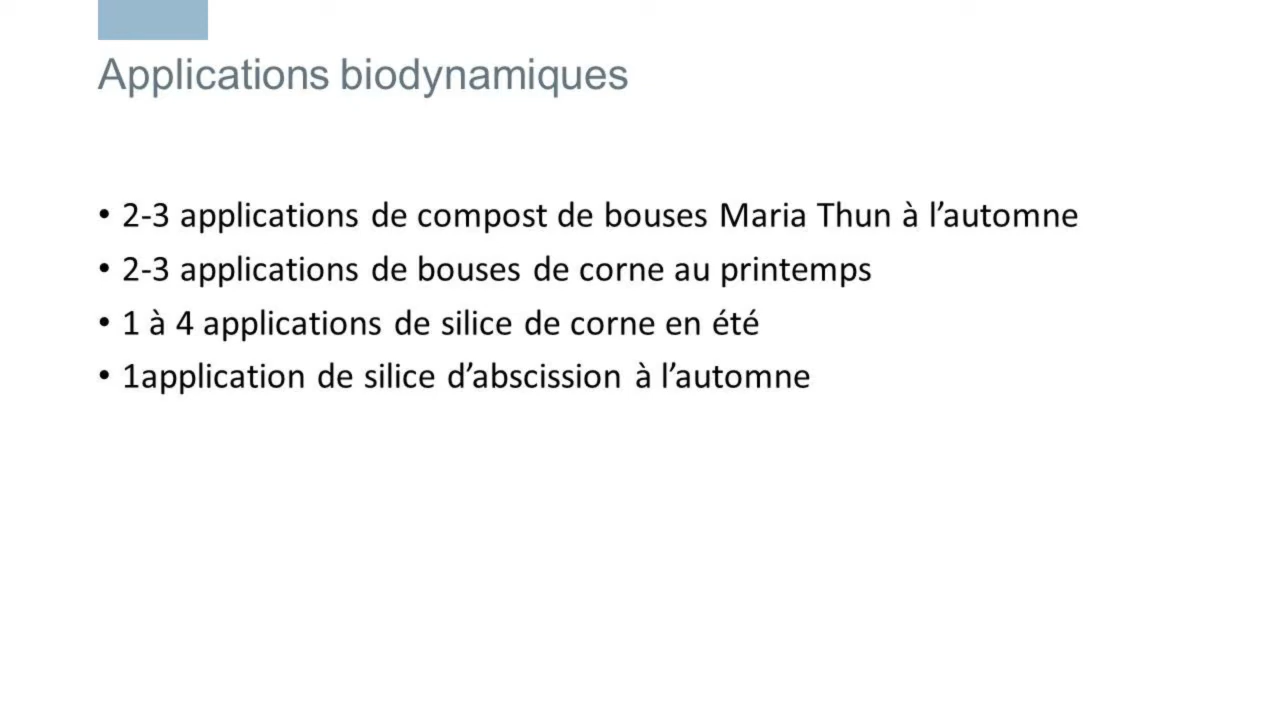 Applications biodynamiques
• 2-3 applications de compost de bouses Maria Thun à l’automne
• 2-3 applications de bouses de corne au printemps
• 1 à 4 applications de silice de corne en été
• 1application de silice d’abscission à l’automne